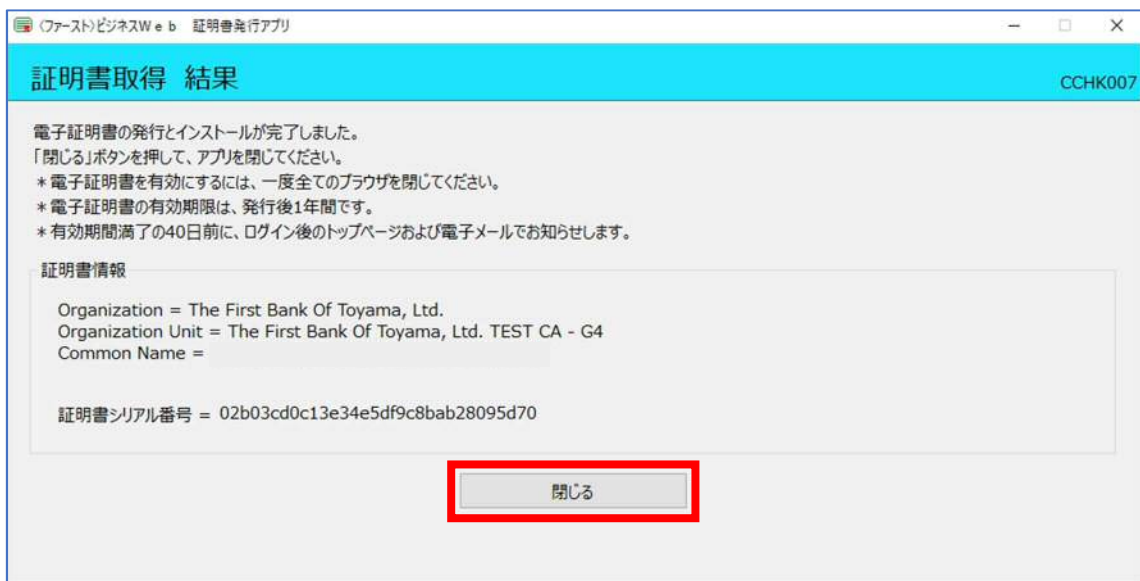 〈ファースト〉ビジネスWeb 証明書発行アプリ
証明書取得 結果
CCHK007
電子証明書の発行とインストールが完了しました。
「閉じる」ボタンを押して、アプリを閉じてください。
＊電子証明書を有効にするには、一度全てのブラウザを閉じてください。
＊電子証明書の有効期限は、発行後1年間です。
＊有効期間満了の40日前に、ログイン後のトップページおよび電子メールでお知らせします。
証明書情報
Organization = The First Bank Of Toyama, Ltd.
Organization Unit = The First Bank Of Toyama, Ltd. TEST CA - G4
Common Name =
証明書シリアル番号 = 02b03cd0c13e34e5df9c8bab28095d70
閉じる